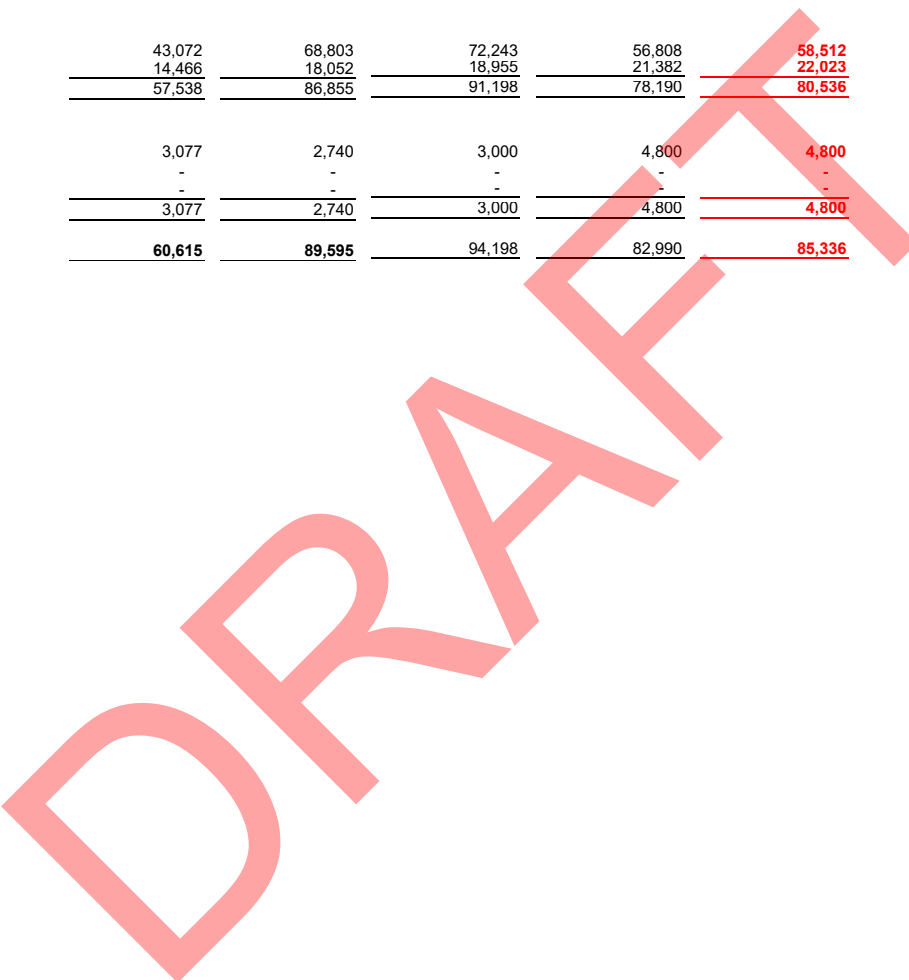 43,072 68,803 72,243 56,808 58,512
14,466 18,052 18,955 21,382 22,023
57,538 86,855 91,198 78,190 80,536
3,077 2,740 3,000 4,800 4,800
- - - - -
- - - - -
3,077 2,740 3,000 4,800 4,800
60,615 89,595 94,198 82,990 85,336
DRAFT